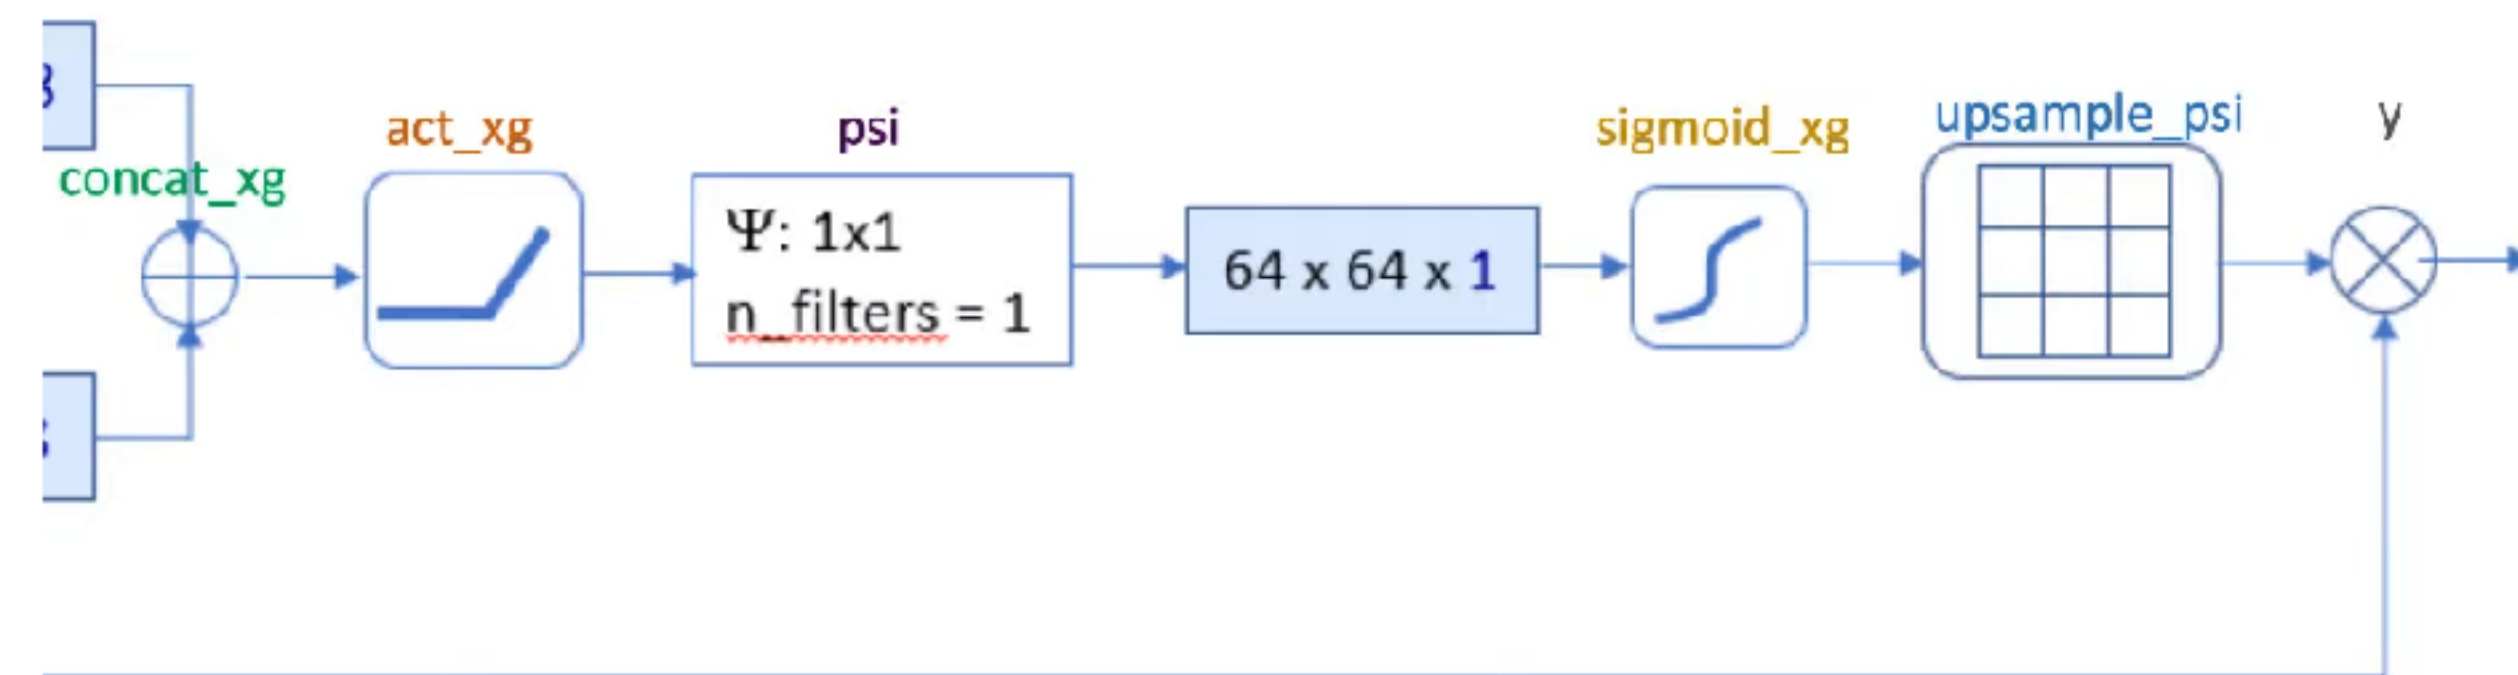 act_xg
psi
sigmoid_xg
upsample_psi
y
concat_xg
Ψ: 1x1
n_filters = 1
64 x 64 x 1